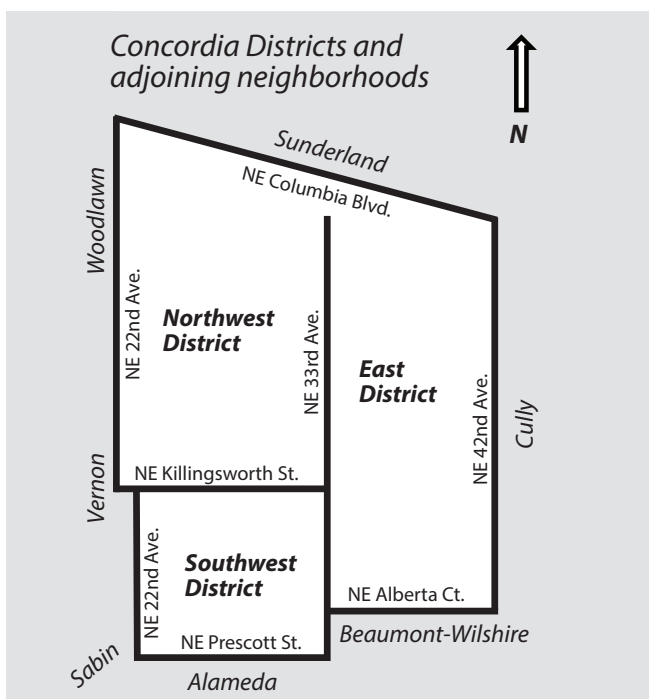 Concordia Districts and
adjoining neighborhoods
N
Sunderland
NE Columbia Blvd.
Woodlawn
NE 22nd Ave.
Northwest
District
NE 33rd Ave.
East
District
NE 42nd Ave.
Cully
Vernon
NE Killingsworth St.
NE 22nd Ave.
Southwest
District
NE Alberta Ct.
NE Prescott St.
Beaumont-Wilshire
Sabin
Alameda